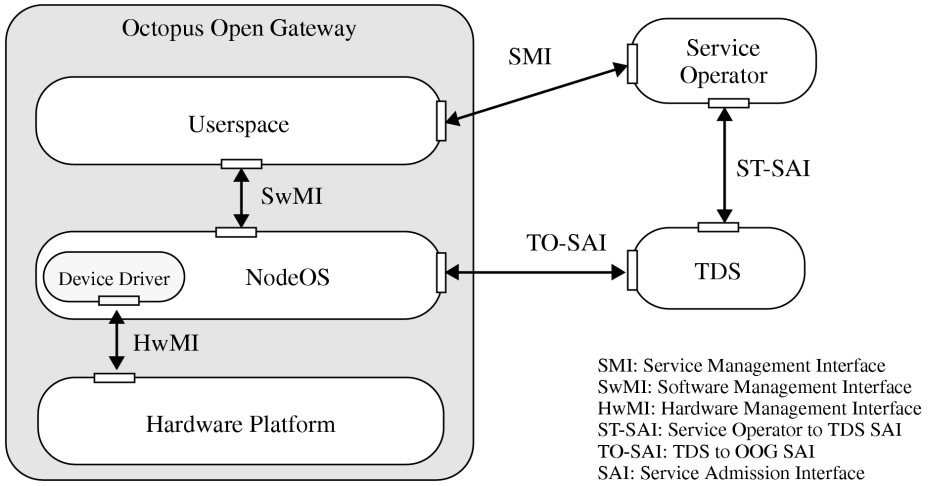 Octopus Open Gateway
SMI
Service
Operator
Userspace
ST-SAI
SwMI
TO-SAI
Device Driver
NodeOS
TDS
HwMI
Hardware Platform
SMI: Service Management Interface
SwMI: Software Management Interface
HwMI: Hardware Management Interface
ST-SAI: Service Operator to TDS SAI
TO-SAI: TDS to OOG SAI
SAI: Service Admission Interface